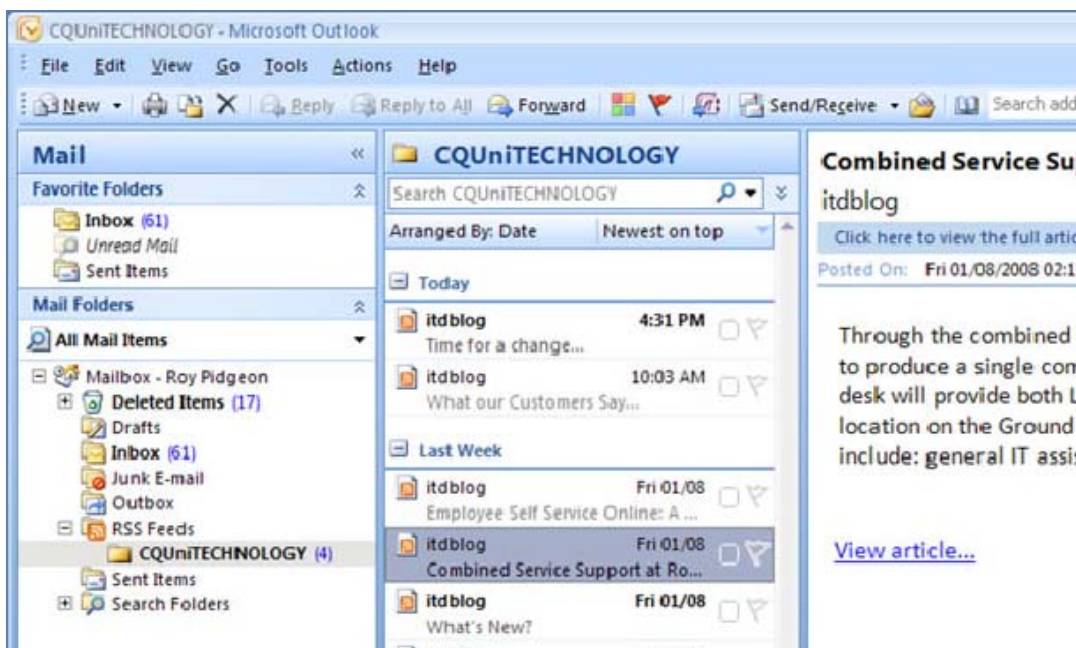 CQUniTECHNOLOGY - Microsoft Outlook
File Edit View Go Tools Actions Help
New Reply Reply to All Forward Send/Receive Search add
Mail
Favorite Folders
Inbox (61)
Unread Mail
Sent Items
Mail Folders
All Mail Items
Mailbox - Roy Pidgeon
Deleted Items (17)
Drafts
Inbox (61)
Junk E-mail
Outbox
RSS Feeds
CQUniTECHNOLOGY (4)
Sent Items
Search Folders
CQUniTECHNOLOGY
Search CQUniTECHNOLOGY
Arranged By: Date Newest on top
Today
itdblog 4:31 PM
Time for a change...
itdblog 10:03 AM
What our Customers Say...
Last Week
itdblog Fri 01/08
Employee Self Service Online: A ...
itdblog Fri 01/08
Combined Service Support at Ro...
itdblog Fri 01/08
What's New?
Combined Service Su
itdblog
Click here to view the full artic
Posted On: Fri 01/08/2008 02:1
Through the combined
to produce a single com
desk will provide both L
location on the Ground
include: general IT assi
View article...